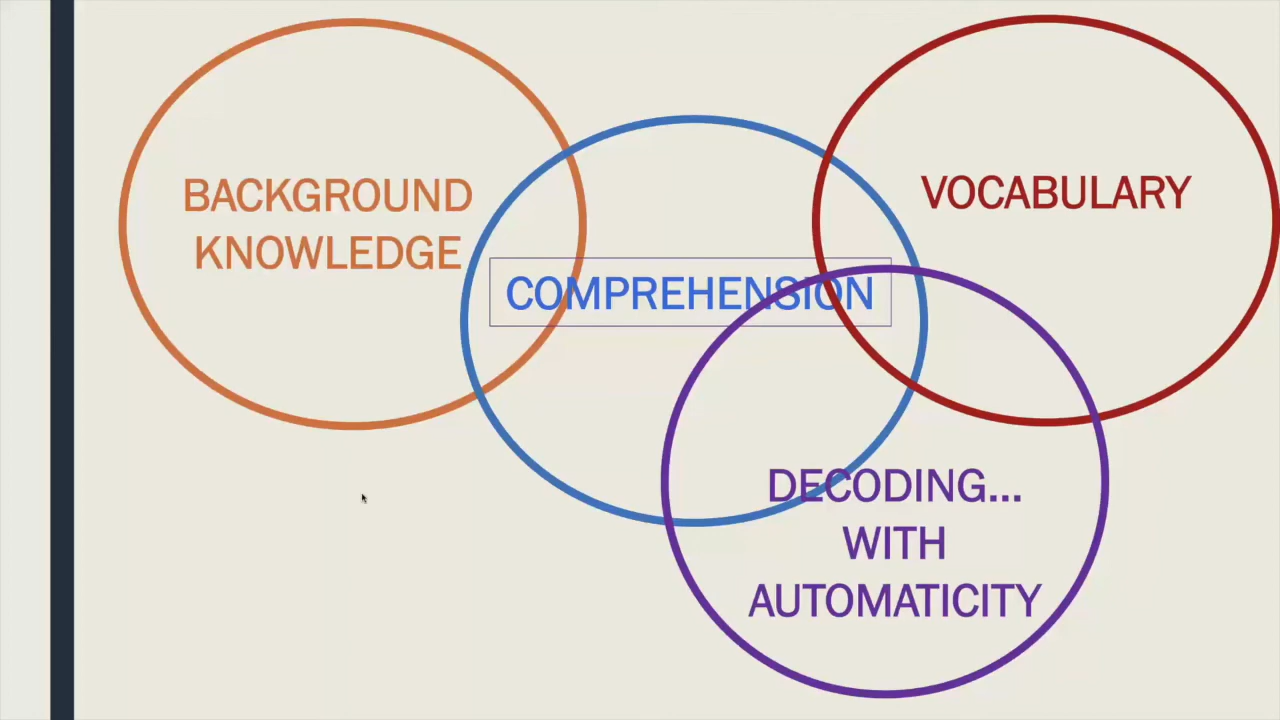 BACKGROUND
KNOWLEDGE
COMPREHENSION
VOCABULARY
DECODING...
WITH
AUTOMATICITY